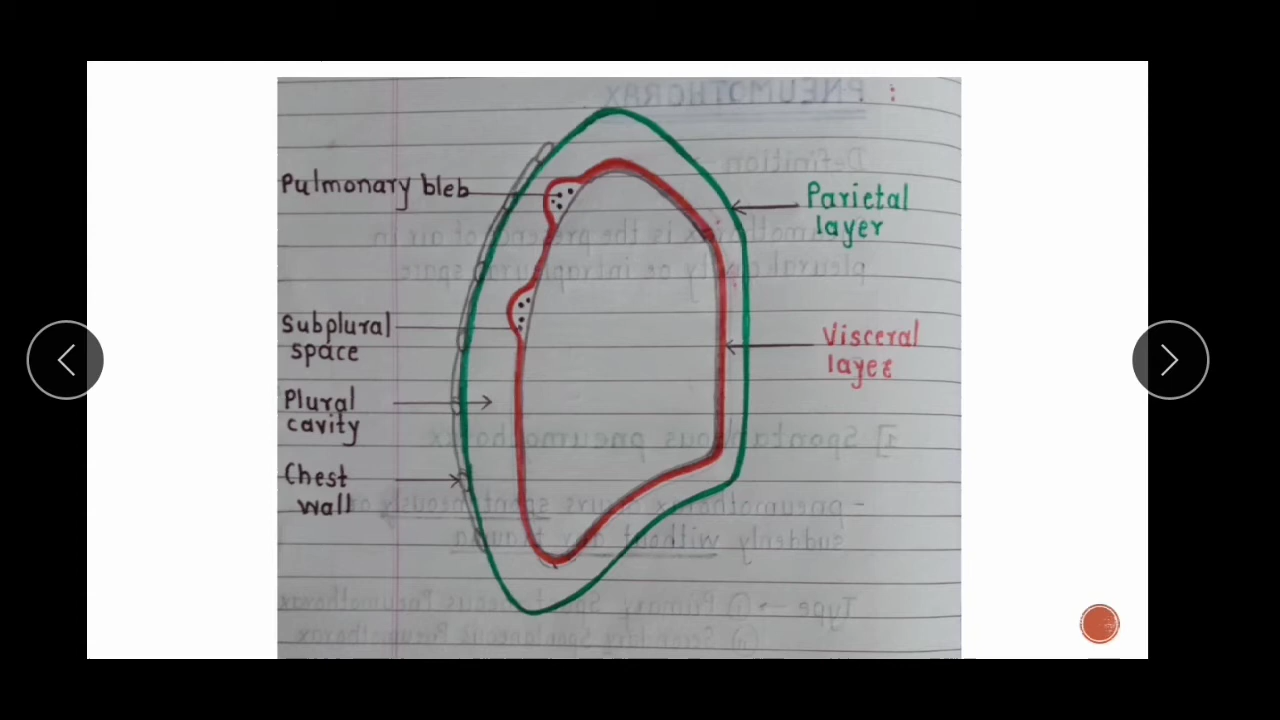 Pulmonary bleb
Parietal
layer
Subplural
space
Visceral
layer
Plural
cavity
Chest
wall